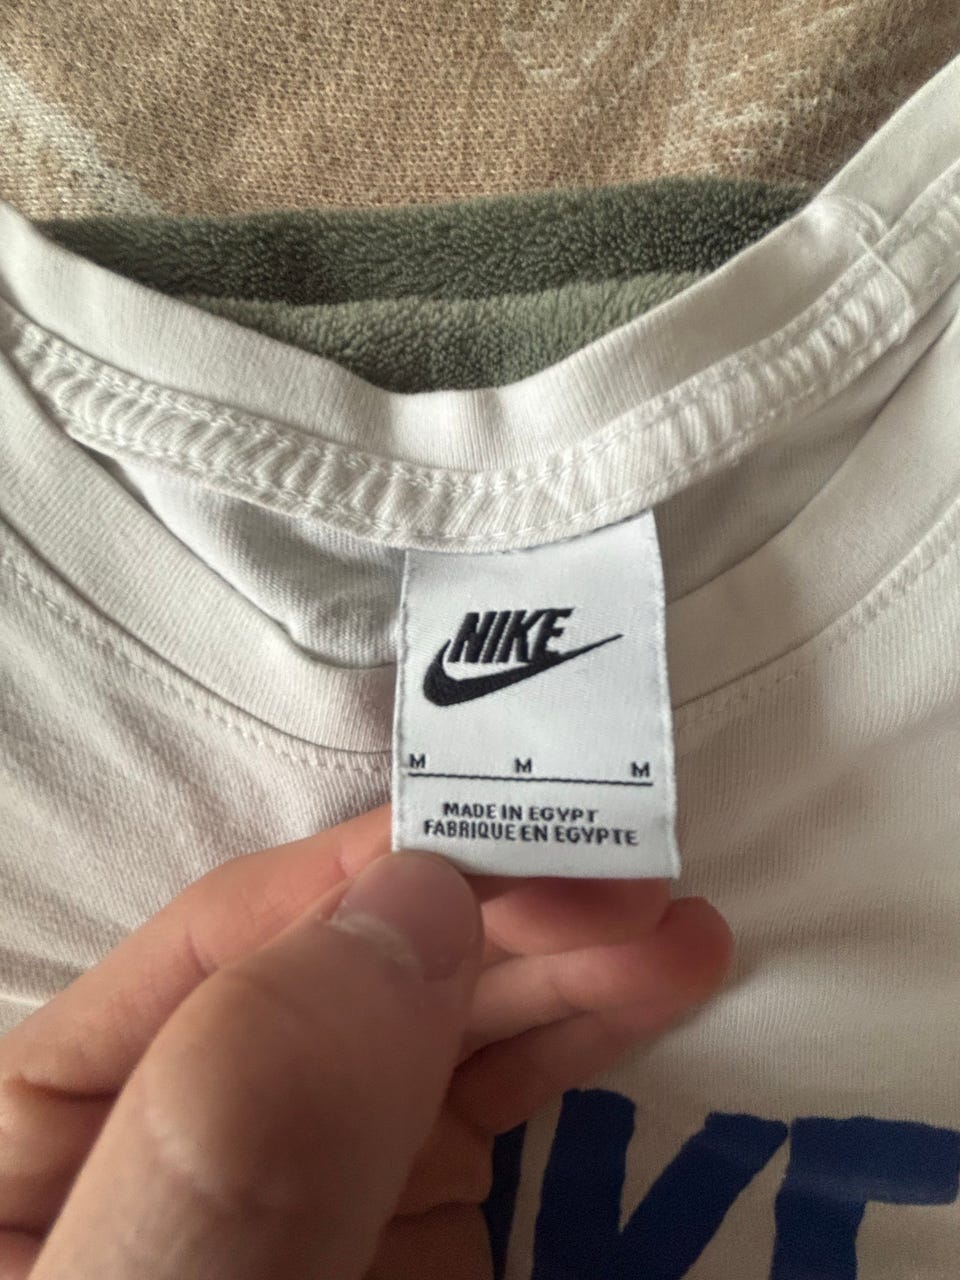 NIKE
M M M
MADE IN EGYPT
FABRIQUE EN EGYPTE